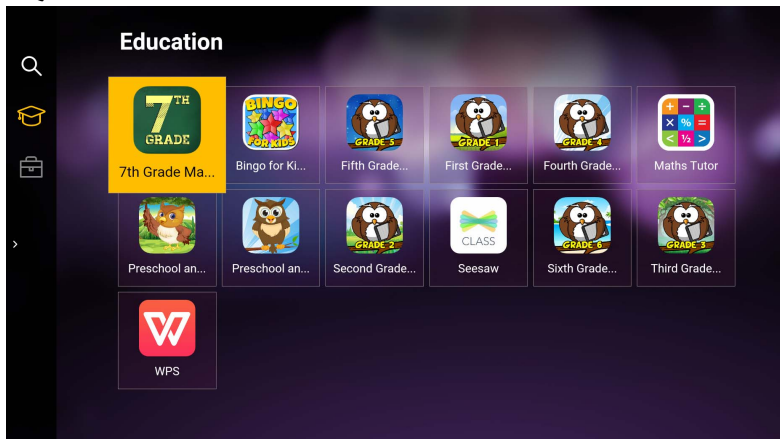 Education
7TH
GRADE
BINGO
FOR KIDS
GRADE 5
GRADE 1
GRADE 4
+ - ÷
x % =
< ½ >
7th Grade Ma...
Bingo for Ki...
Fifth Grade...
First Grade...
Fourth Grade...
Maths Tutor
GRADE 2
CLASS
GRADE 6
GRADE 3
Preschool an...
Preschool an...
Second Grade...
Seesaw
Sixth Grade...
Third Grade...
W
WPS